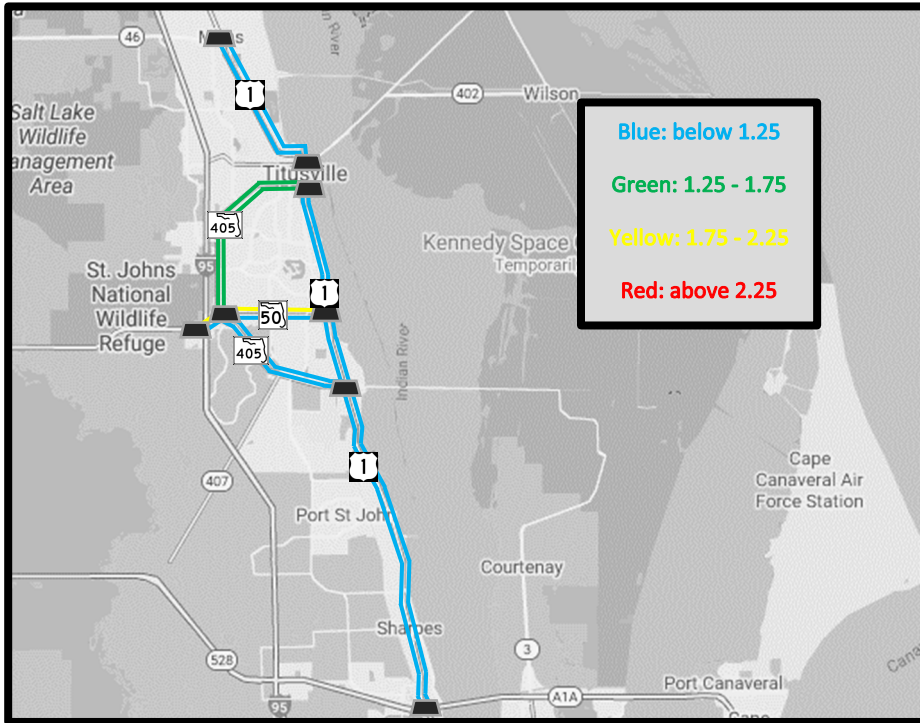 46
M
s
River
1
402
Wilson
Salt Lake
Wildlife
anagement
Area
Blue: below 1.25
Titusville
Green: 1.25 - 1.75
405
Kennedy Space
Yellow: 1.75 - 2.25
Temporaril
95
St. Johns
National
Wildlife
Refuge
Red: above 2.25
1
50
405
Indian River
407
1
Cape
Canaveral Air
Force Station
Port St John
Courtenay
Sharpes
528
3
95
A1A
Port Canaveral
Cape